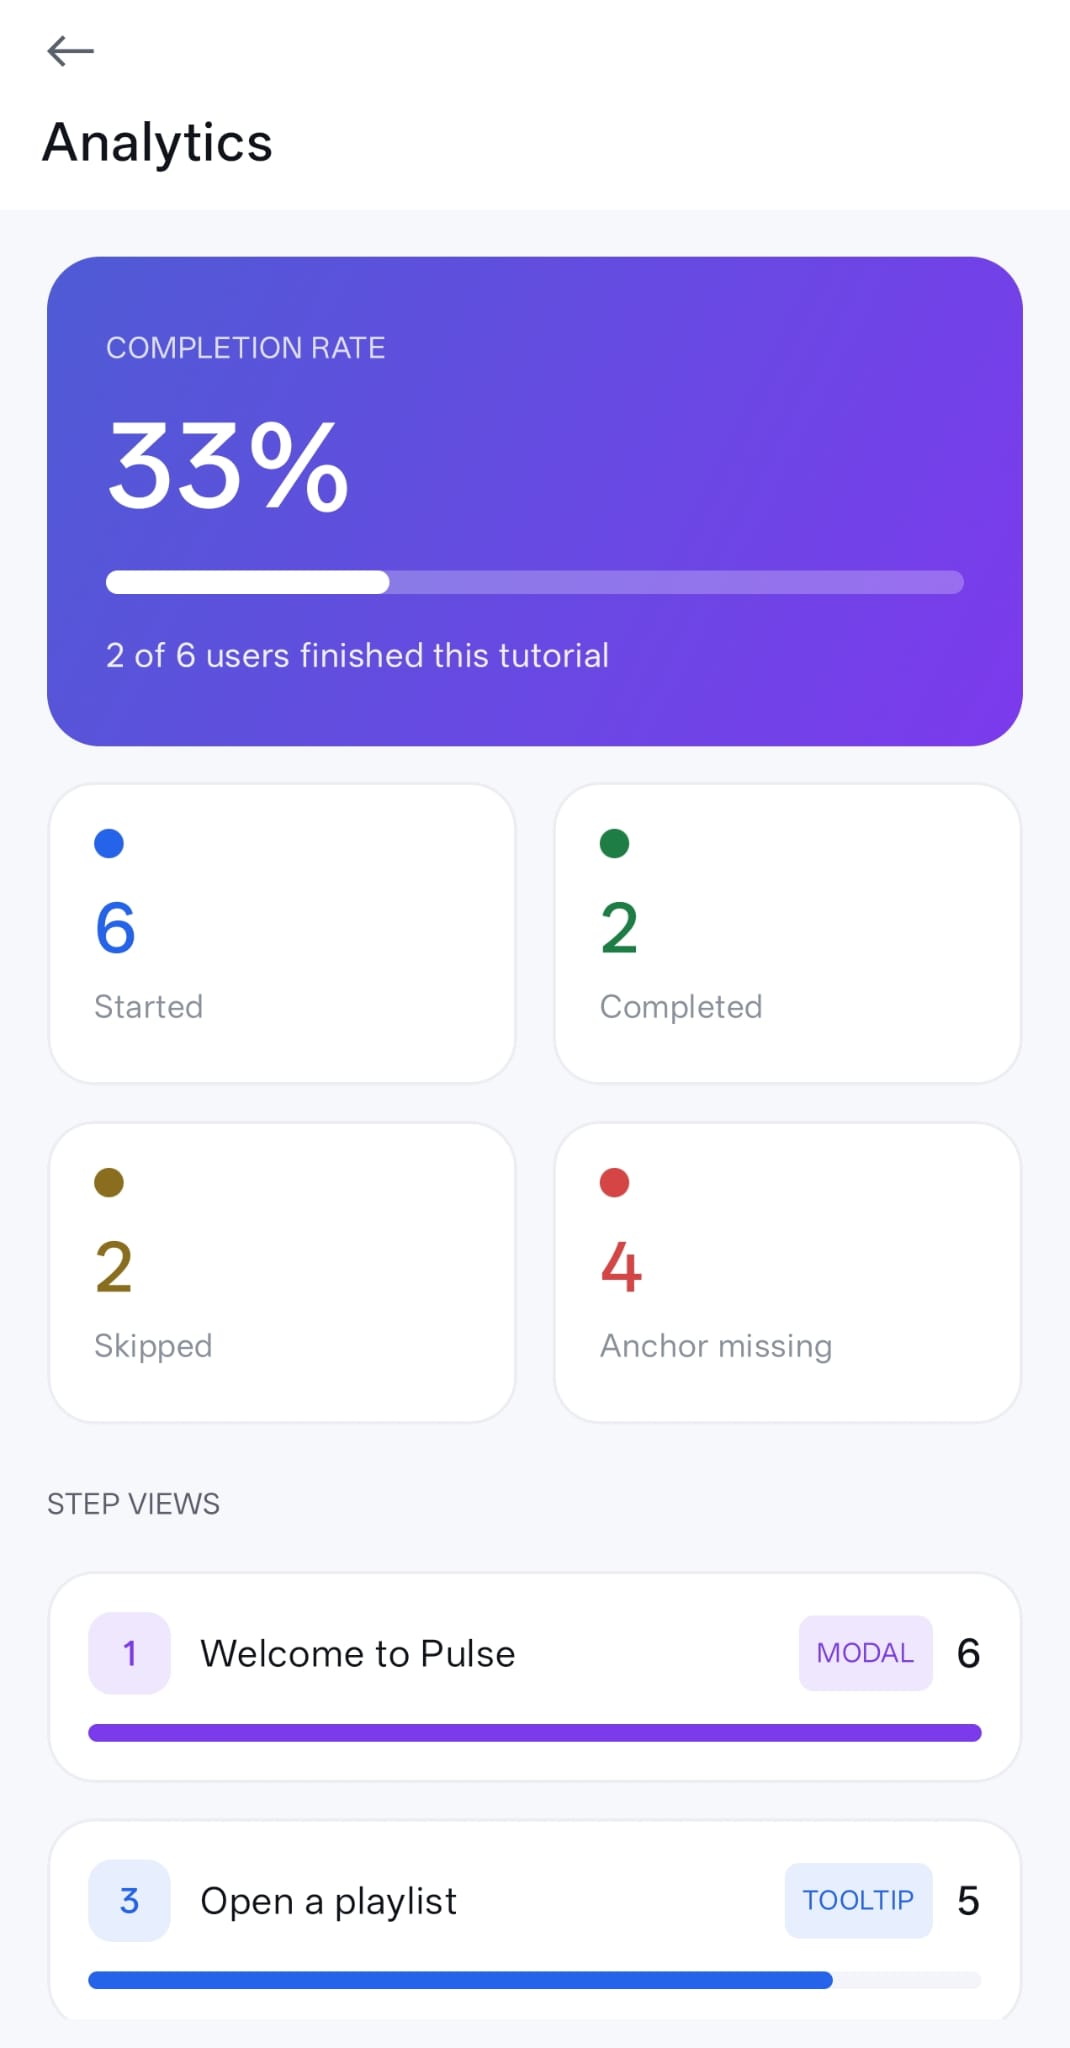 Analytics
COMPLETION RATE
33%
2 of 6 users finished this tutorial
6
Started
2
Completed
2
Skipped
4
Anchor missing
STEP VIEWS
1 Welcome to Pulse MODAL 6
3 Open a playlist TOOLTIP 5